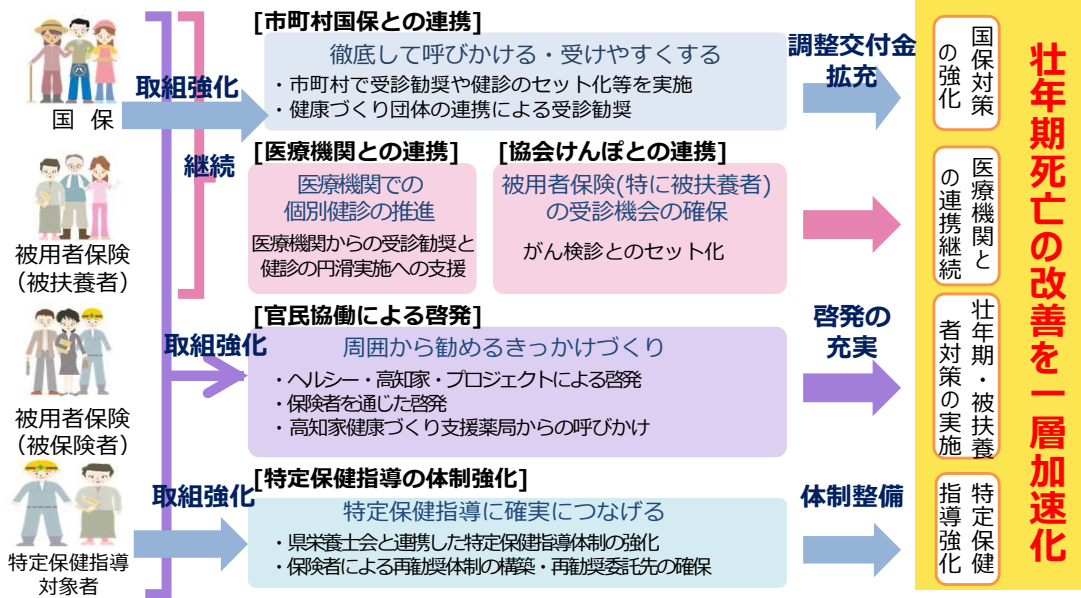 [市町村国保との連携]
徹底して呼びかける・受けやすくする
・市町村で受診勧奨や健診のセット化等を実施
・健康づくり団体の連携による受診勧奨
国 保
取組強化
調整交付金
拡充
国保対策
の強化
継続
[医療機関との連携]
医療機関での
個別健診の推進
医療機関からの受診勧奨と
健診の円滑実施への支援
[協会けんぽとの連携]
被用者保険(特に被扶養者)
の受診機会の確保
がん検診とのセット化
被用者保険
（被扶養者）
医療機関と
の連携継続
[官民協働による啓発]
周囲から勧めるきっかけづくり
・ヘルシー・高知家・プロジェクトによる啓発
・保険者を通じた啓発
・高知家健康づくり支援薬局からの呼びかけ
取組強化
啓発の
充実
被用者保険
（被保険者）
壮年期・被扶養
者対策の実施
[特定保健指導の体制強化]
特定保健指導に確実につなげる
・県栄養士会と連携した特定保健指導体制の強化
・保険者による再勧奨体制の構築・再勧奨委託先の確保
取組強化
体制整備
特定保健指導
対象者
特定保健
指導強化
壮年期死亡の改善を一層加速化